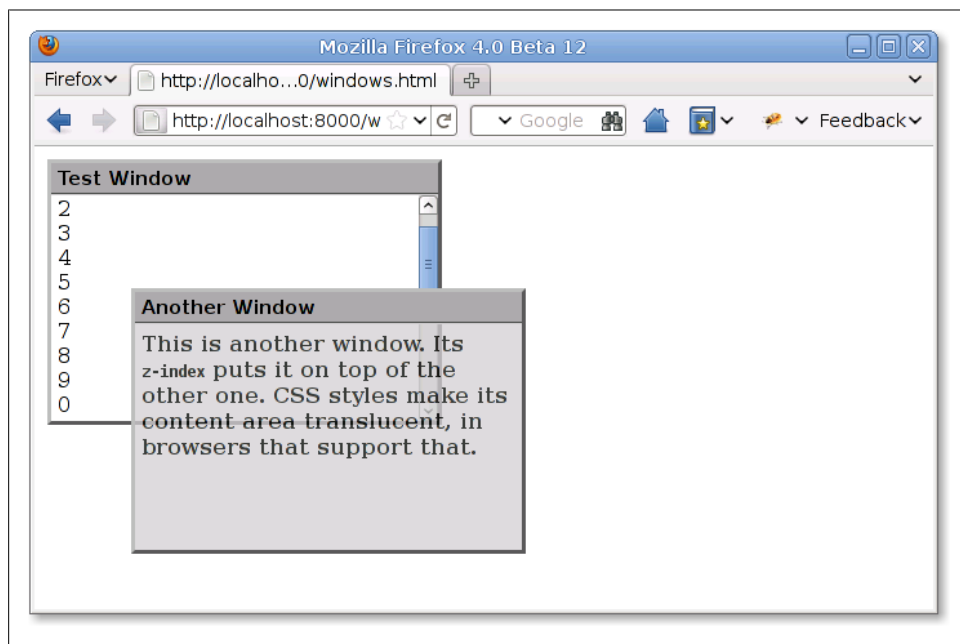 Mozilla Firefox 4.0 Beta 12
Firefox
http://localho...0/windows.html
http://localhost:8000/w
Google
Feedback
Test Window
2
3
4
5
6
7
8
9
0
Another Window
This is another window. Its
z-index puts it on top of the
other one. CSS styles make its
content area translucent, in
browsers that support that.